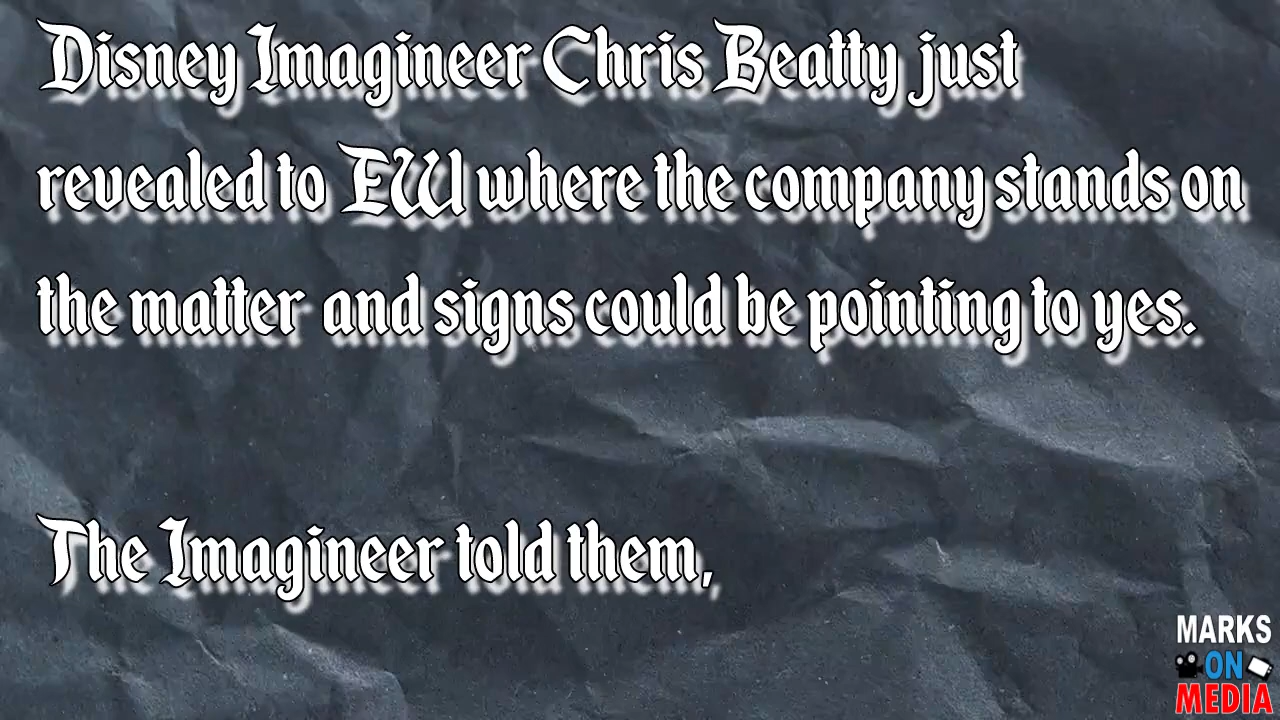 Disney Imagineer Chris Beatty just
revealed to EW where the company stands on
the matter and signs could be pointing to yes.
The Imagineer told them,
MARKS
ON
MEDIA